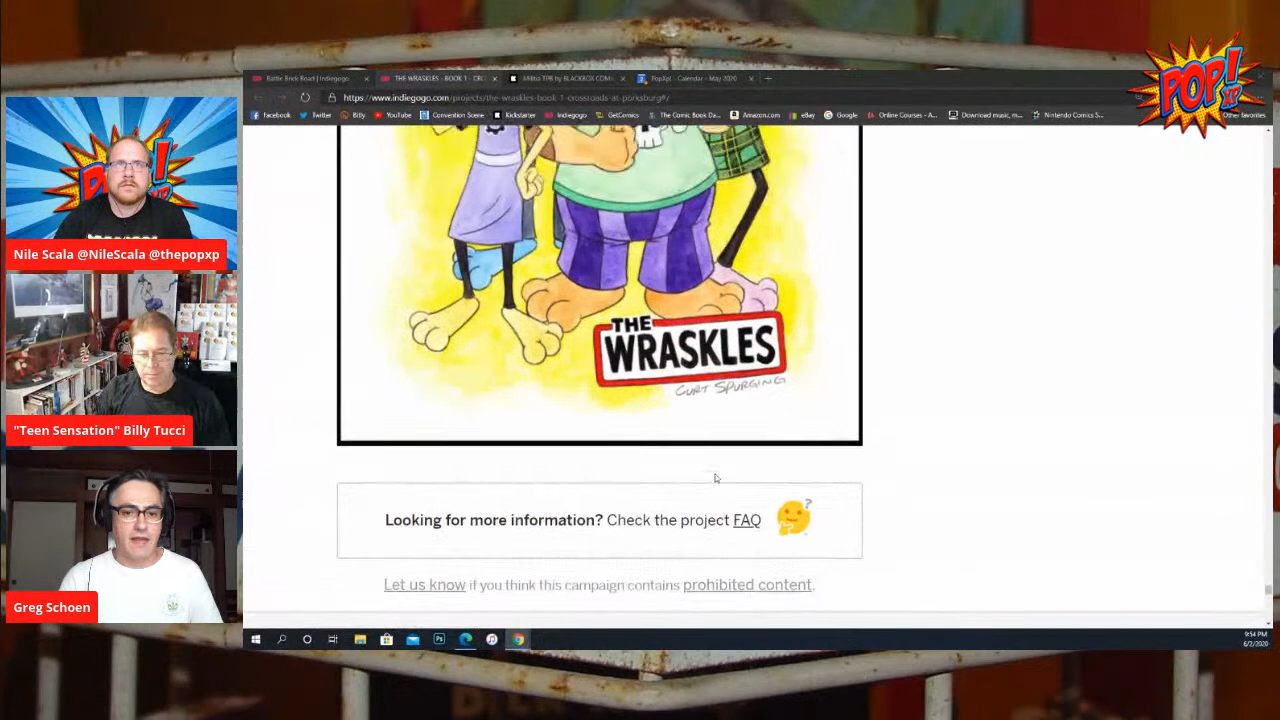 POP! XP
Battle Brick Road | Indiegogo
THE WRASKLES - BOOK 1 - CRO
Militia TPB by BLACKBOX COMI
PopXp! - Calendar - May 2020
https://www.indiegogo.com/projects/the-wraskles-book-1-crossroads-at-porksburg#/
Facebook
Twitter
Bitly
YouTube
Convention Scene
Kickstarter
Indiegogo
GetComics
The Comic Book Da...
Amazon.com
eBay
Google
Online Courses - A...
Download music, m...
Nintendo Comics S...
Other favorites
Nile Scala @NileScala @thepopxp
"Teen Sensation" Billy Tucci
Greg Schoen
THE
WRASKLES
CURT SPURGING
Looking for more information? Check the project FAQ
Let us know if you think this campaign contains prohibited content.
9:54 PM
6/2/2020